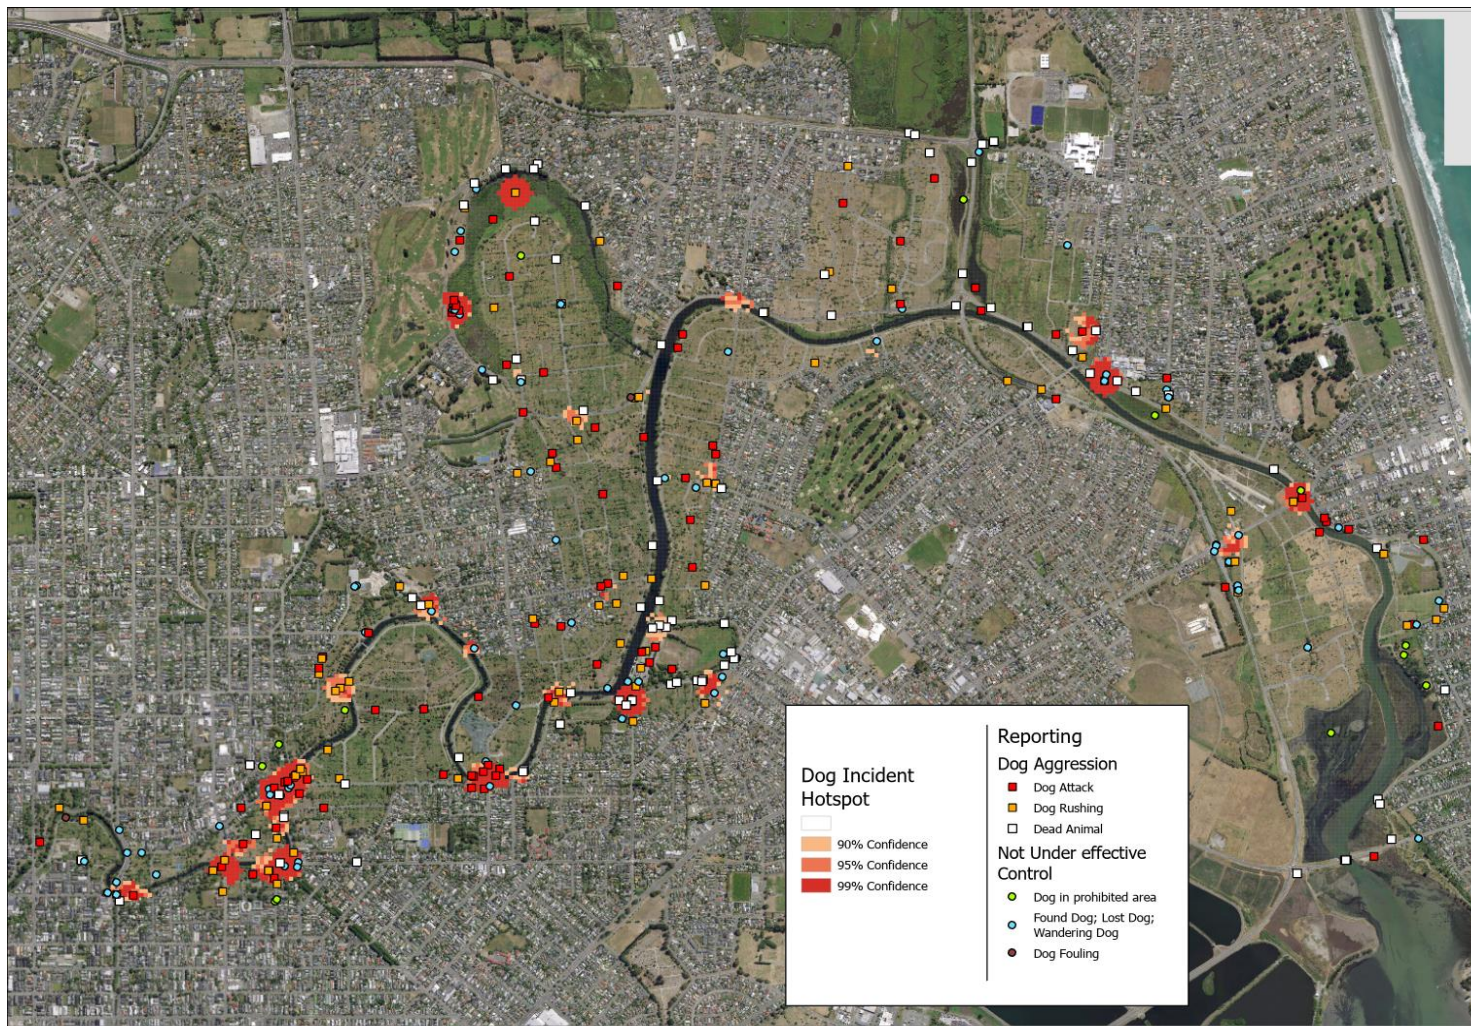 Dog Incident
Hotspot
90% Confidence
95% Confidence
99% Confidence
Reporting
Dog Aggression
Dog Attack
Dog Rushing
Dead Animal
Not Under effective
Control
Dog in prohibited area
Found Dog; Lost Dog;
Wandering Dog
Dog Fouling